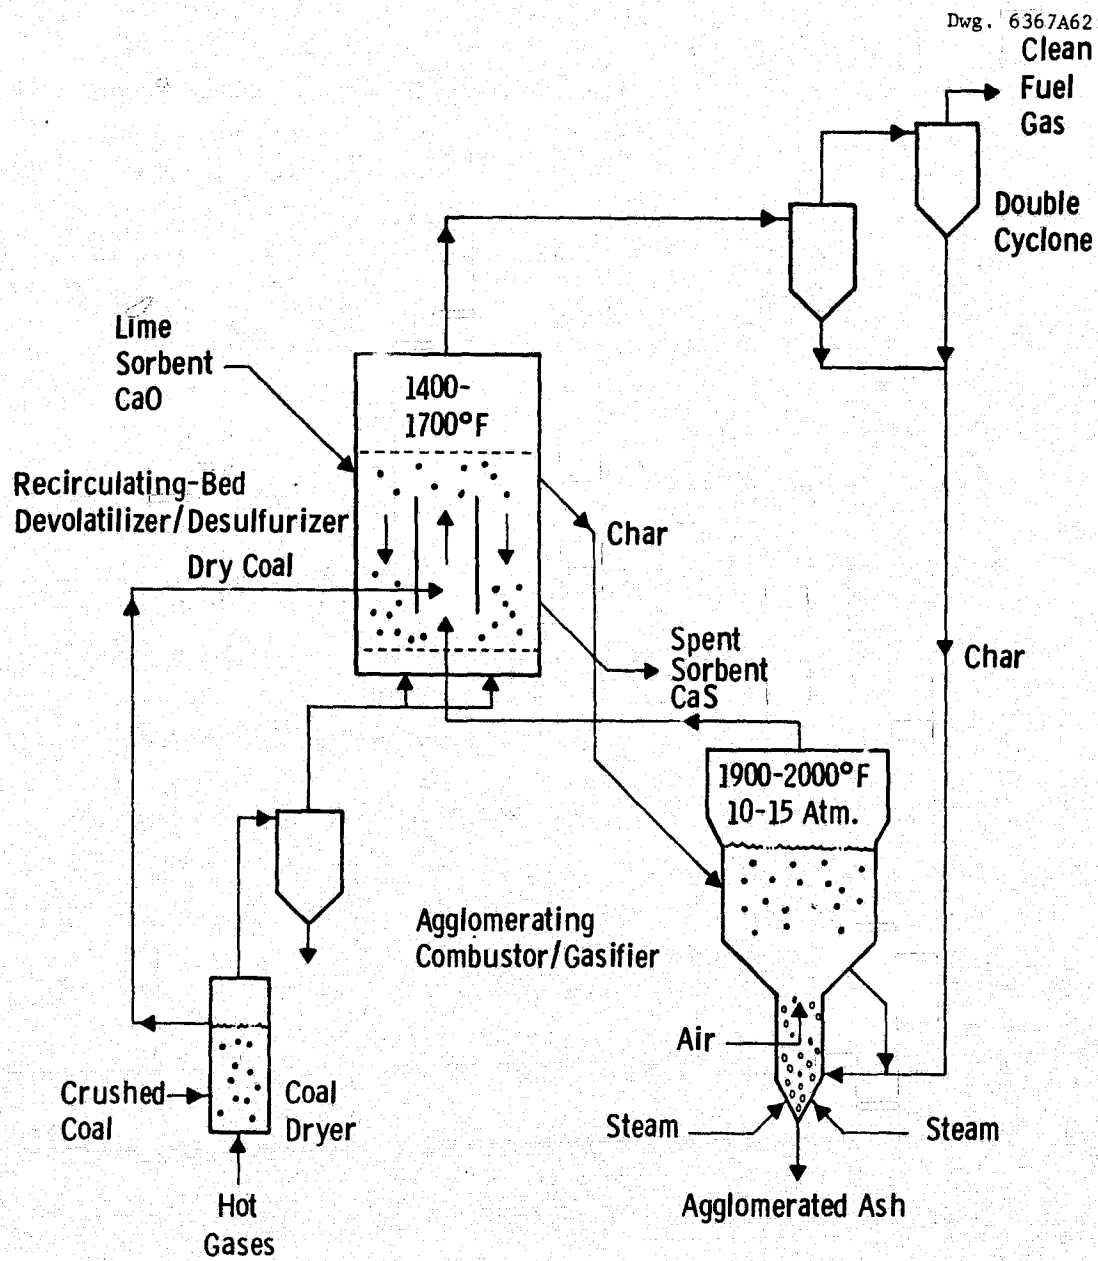 Dwg. 6367A62
Clean
Fuel
Gas
Double
Cyclone
Lime
Sorbent
CaO
1400-
1700°F
Recirculating-Bed
Devolatilizer/Desulfurizer
Char
Dry Coal
Spent
Sorbent
CaS
Char
1900-2000°F
10-15 Atm.
Agglomerating
Combustor/Gasifier
Air
Crushed
Coal
Coal
Dryer
Steam
Steam
Hot
Gases
Agglomerated Ash